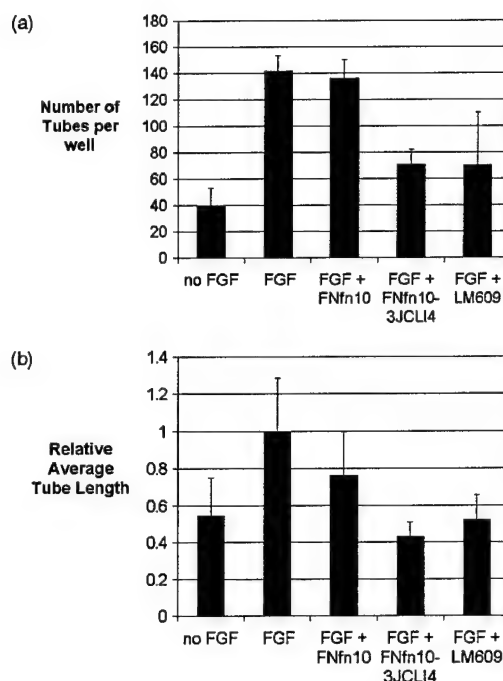 (a)
Number of
Tubes per
well
180
160
140
120
100
80
60
40
20
0
no FGF
FGF
FGF +
FNfn10
FGF +
FNfn10-
3JCLI4
FGF +
LM609
(b)
Relative
Average
Tube Length
1.4
1.2
1
0.8
0.6
0.4
0.2
0
no FGF
FGF
FGF +
FNfn10
FGF +
FNfn10-
3JCLI4
FGF +
LM609